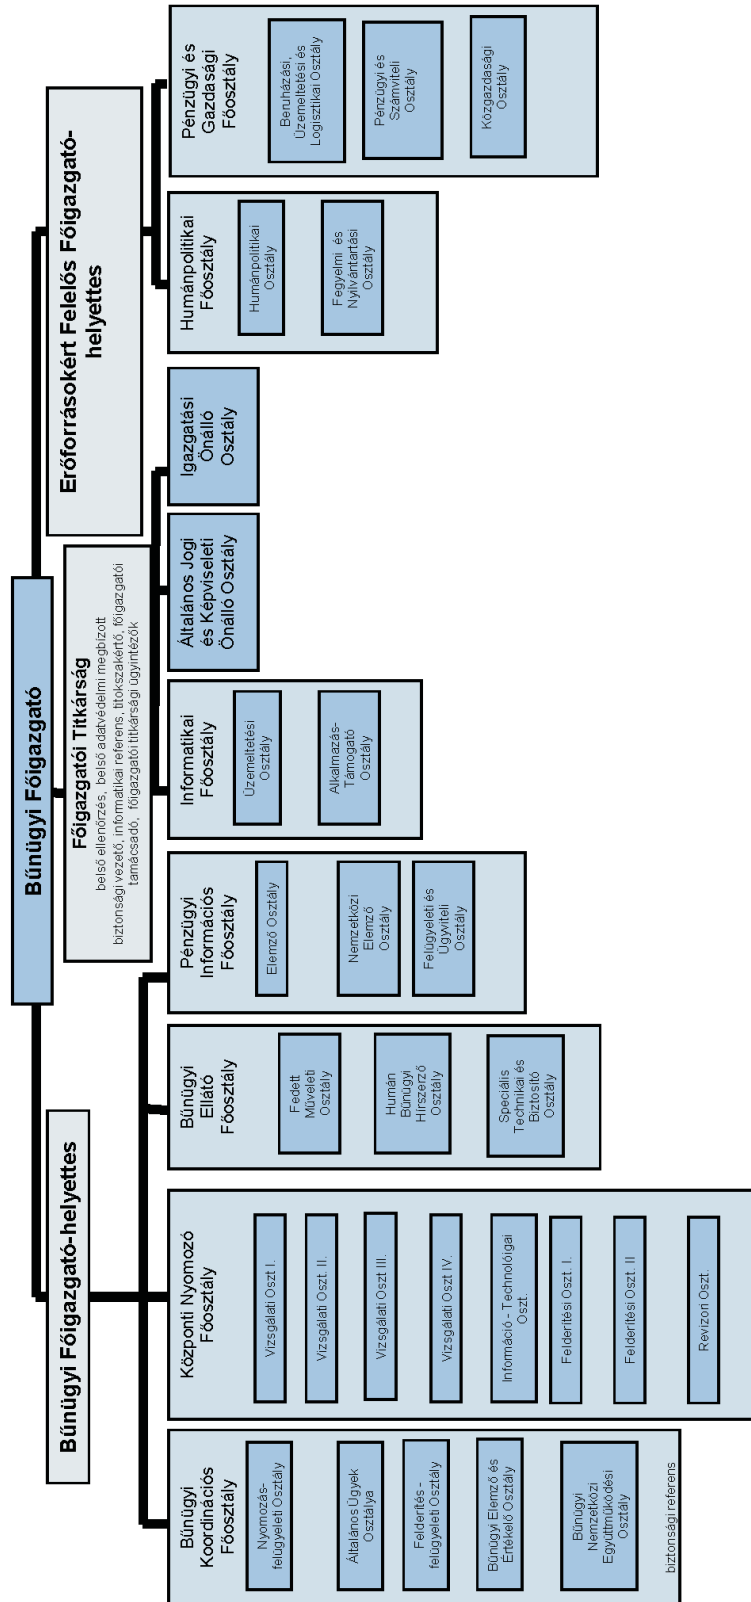 Bűnügyi Főigazgató
Bűnügyi Főigazgató-helyettes
Főigazgatói Titkárság
belső ellenőrzés, belső adatvédelmi megbízott
biztonsági vezető, informatikai referens, titokszakértő, főigazgatói
tamácsadó, főigazgatói titkársági ügyintézők
Erőforrásokért Felelős Főigazgató-
helyettes
Bűnügyi
Koordinációs
Főosztály
Nyomozás-
felügyeleti Osztály
Általános Ügyek
Osztálya
Felderítés -
felügyeleti Osztály
Bűnügyi Elemző és
Értékelő Osztály
Bűnügyi
Nemzetközi
Együttműködési
Osztály
biztonsági referens
Központi Nyomozó
Főosztály
Vizsgálati Oszt I.
Vizsgálati Oszt. II.
Vizsgálati Oszt III.
Vizsgálati Oszt IV.
Információ - Technolóigai
Oszt.
Felderítési Oszt. I.
Felderítési Oszt. II
Revizori Oszt.
Bűnügyi
Ellátó
Főosztály
Fedett
Műveleti
Osztály
Humán
Bűnügyi
Hírszerző
Osztály
Speciális
Technikai és
Biztosító
Osztály
Pénzügyi
Információs
Főosztály
Elemző Osztály
Nemzetközi
Elemző
Osztály
Felügyeleti és
Ügyviteli
Osztály
Informatikai
Főosztály
Üzemeltetési
Osztály
Alkalmazás-
Támogató
Osztály
Általános Jogi
és Képviseleti
Önálló Osztály
Igazgatási
Önálló
Osztály
Humánpolitikai
Főosztály
Humánpolitikai
Osztály
Fegyelmi és
Nyilvántartási
Osztály
Pénzügyi és
Gazdasági
Főosztály
Beruházási,
Üzemeltetési és
Logisztikai Osztály
Pénzügyi és
Számviteli
Osztály
Közgazdasági
Osztály